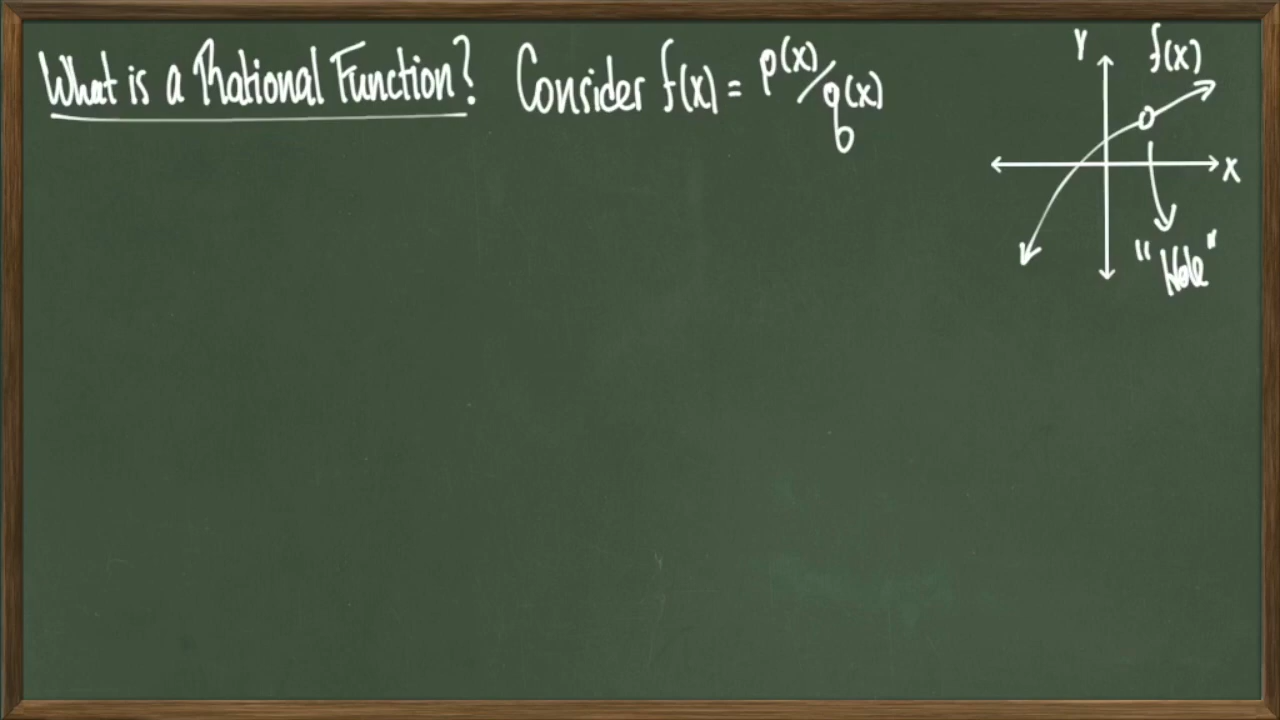 What is a Rational Function? Consider f(x) = p(x)/q(x)
Y f(x)
X
"Hole"